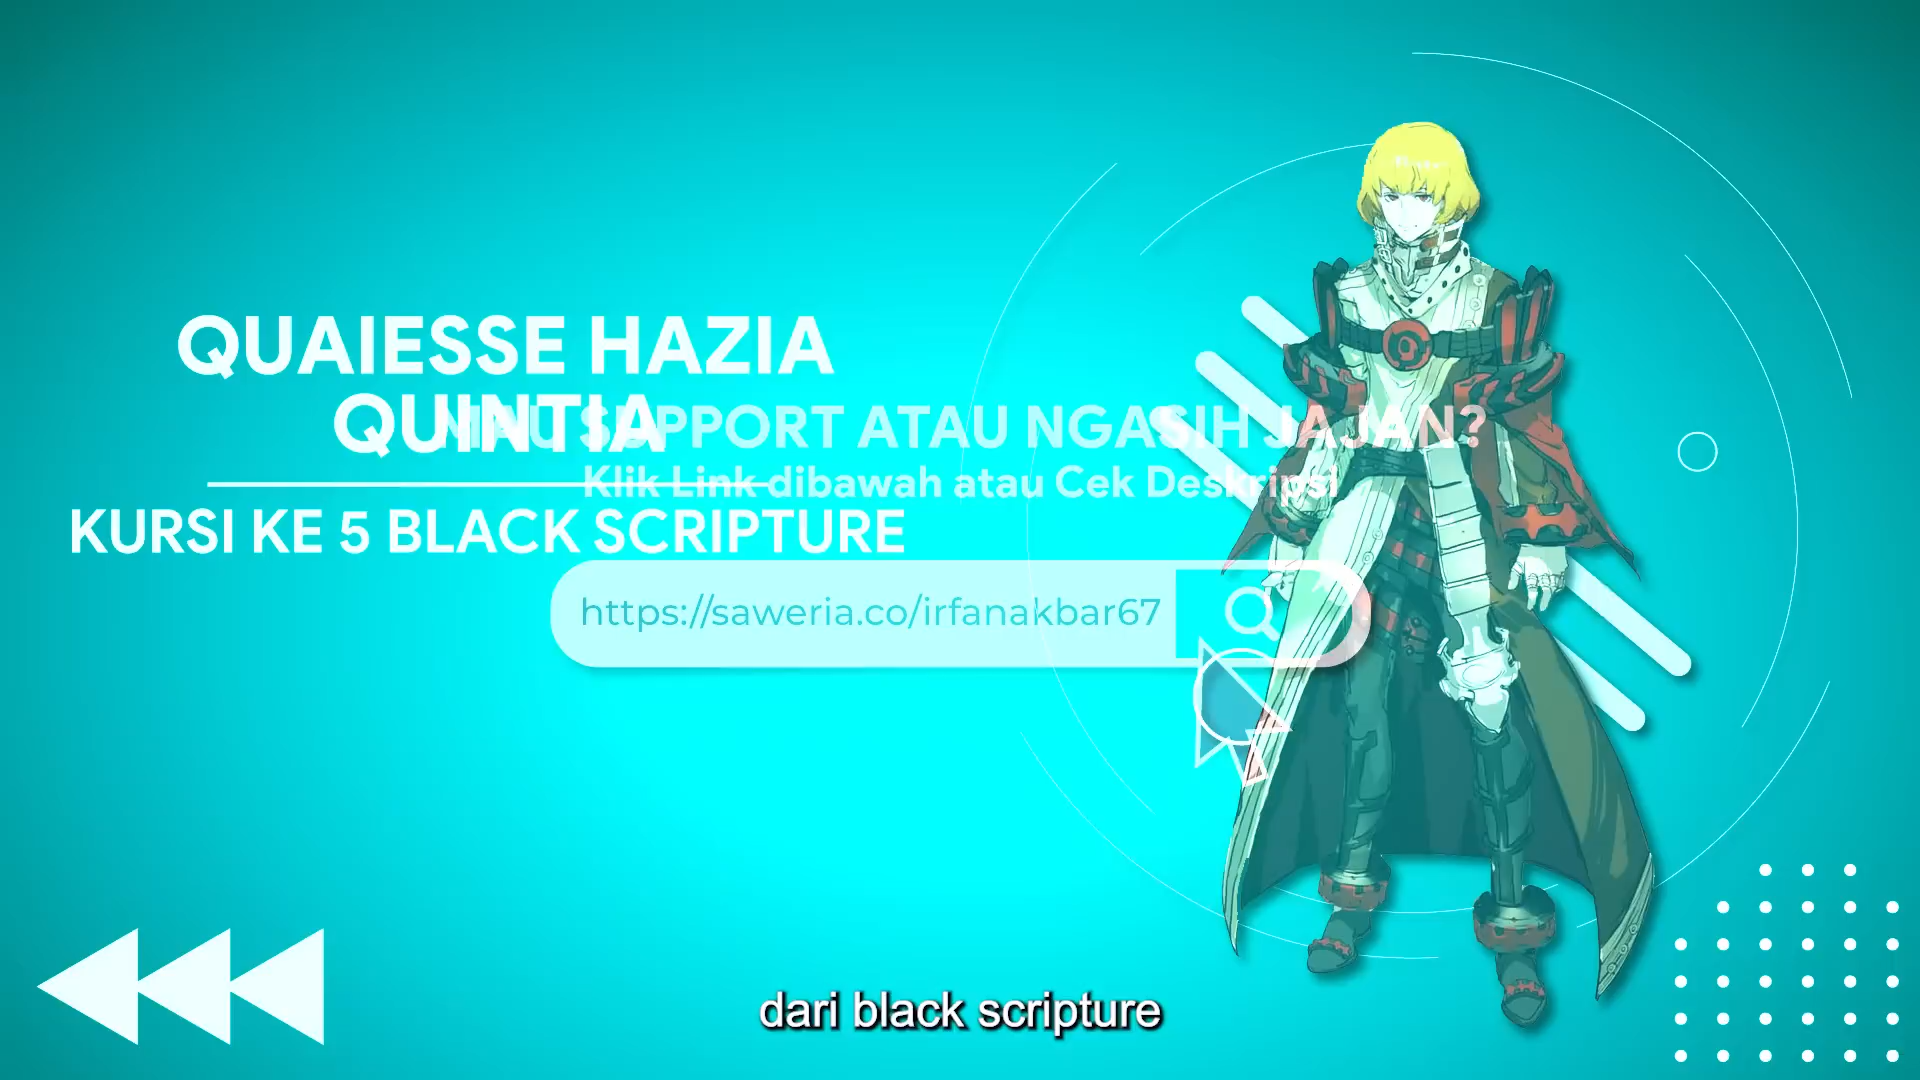 QUAIESSE HAZIA
QUINTIA
KURSI KE 5 BLACK SCRIPTURE
MAU SUPPORT ATAU NGASIH JAJAN?
Klik Link dibawah atau Cek Deskripsi
https://saweria.co/irfanakbar67
dari black scripture